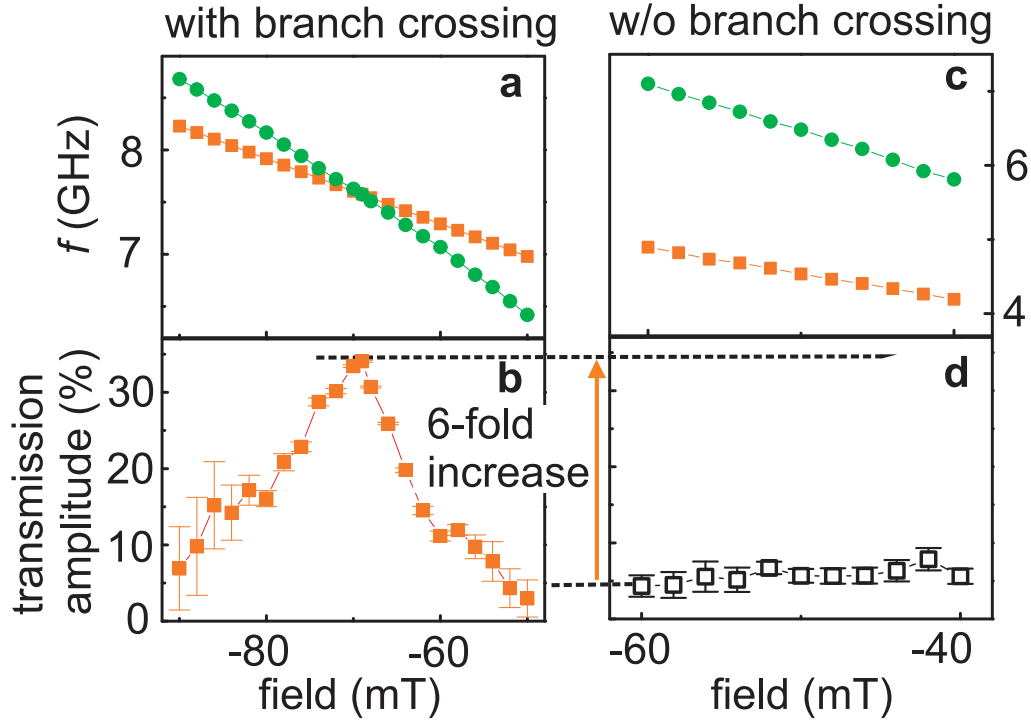 with branch crossing
w/o branch crossing
a
c
f (GHz)
8
7
6
4
b
d
transmission
amplitude (%)
30
20
10
0
6-fold
increase
-80
-60
-60
-40
field (mT)
field (mT)